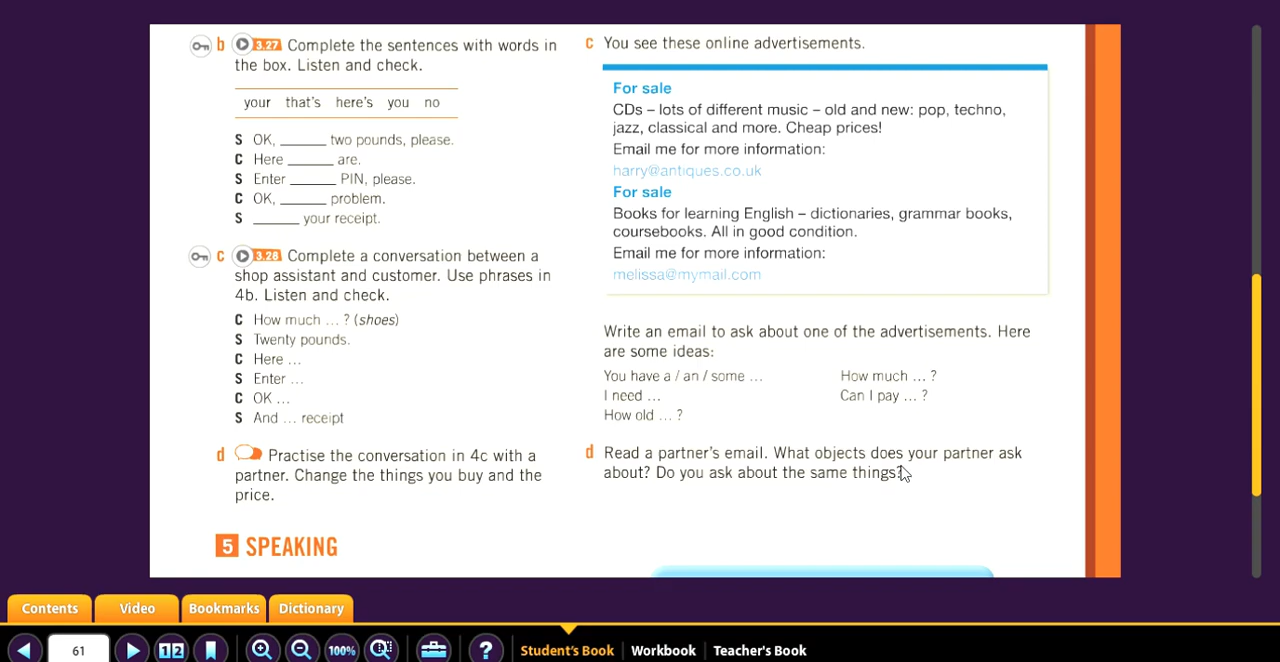 b 3.27 Complete the sentences with words in
the box. Listen and check.
your that's here's you no
S OK, ______ two pounds, please.
C Here ______ are.
S Enter ______ PIN, please.
C OK, ______ problem.
S ______ your receipt.
c 3.28 Complete a conversation between a
shop assistant and customer. Use phrases in
4b. Listen and check.
C How much … ? (shoes)
S Twenty pounds.
C Here …
S Enter …
C OK …
S And … receipt
d Practise the conversation in 4c with a
partner. Change the things you buy and the
price.
5 SPEAKING
c You see these online advertisements.
For sale
CDs – lots of different music – old and new: pop, techno,
jazz, classical and more. Cheap prices!
Email me for more information:
harry@antiques.co.uk
For sale
Books for learning English – dictionaries, grammar books,
coursebooks. All in good condition.
Email me for more information:
melissa@mymail.com
Write an email to ask about one of the advertisements. Here
are some ideas:
You have a / an / some …
I need …
How old … ?
How much … ?
Can I pay … ?
d Read a partner's email. What objects does your partner ask
about? Do you ask about the same things?
Contents Video Bookmarks Dictionary
61 1 2 100% ? Student's Book Workbook Teacher's Book